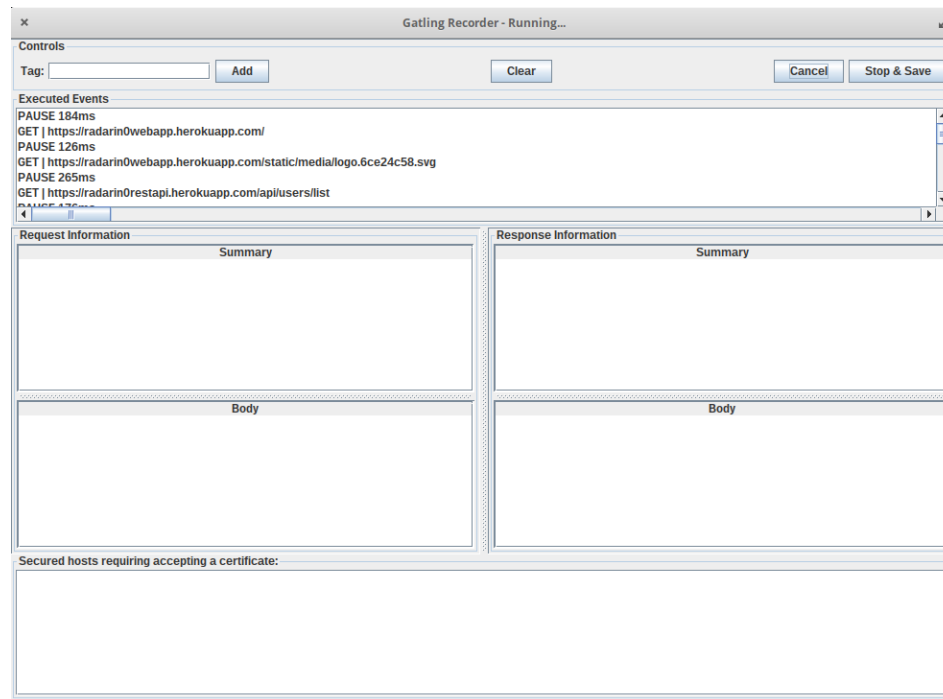 Gatling Recorder - Running...
Controls
Tag: Add Clear Cancel Stop & Save
Executed Events
PAUSE 184ms
GET | https://radarin0webapp.herokuapp.com/
PAUSE 126ms
GET | https://radarin0webapp.herokuapp.com/static/media/logo.6ce24c58.svg
PAUSE 265ms
GET | https://radarin0restapi.herokuapp.com/api/users/list
PAUSE 176ms
Request Information
Summary
Body
Response Information
Summary
Body
Secured hosts requiring accepting a certificate: